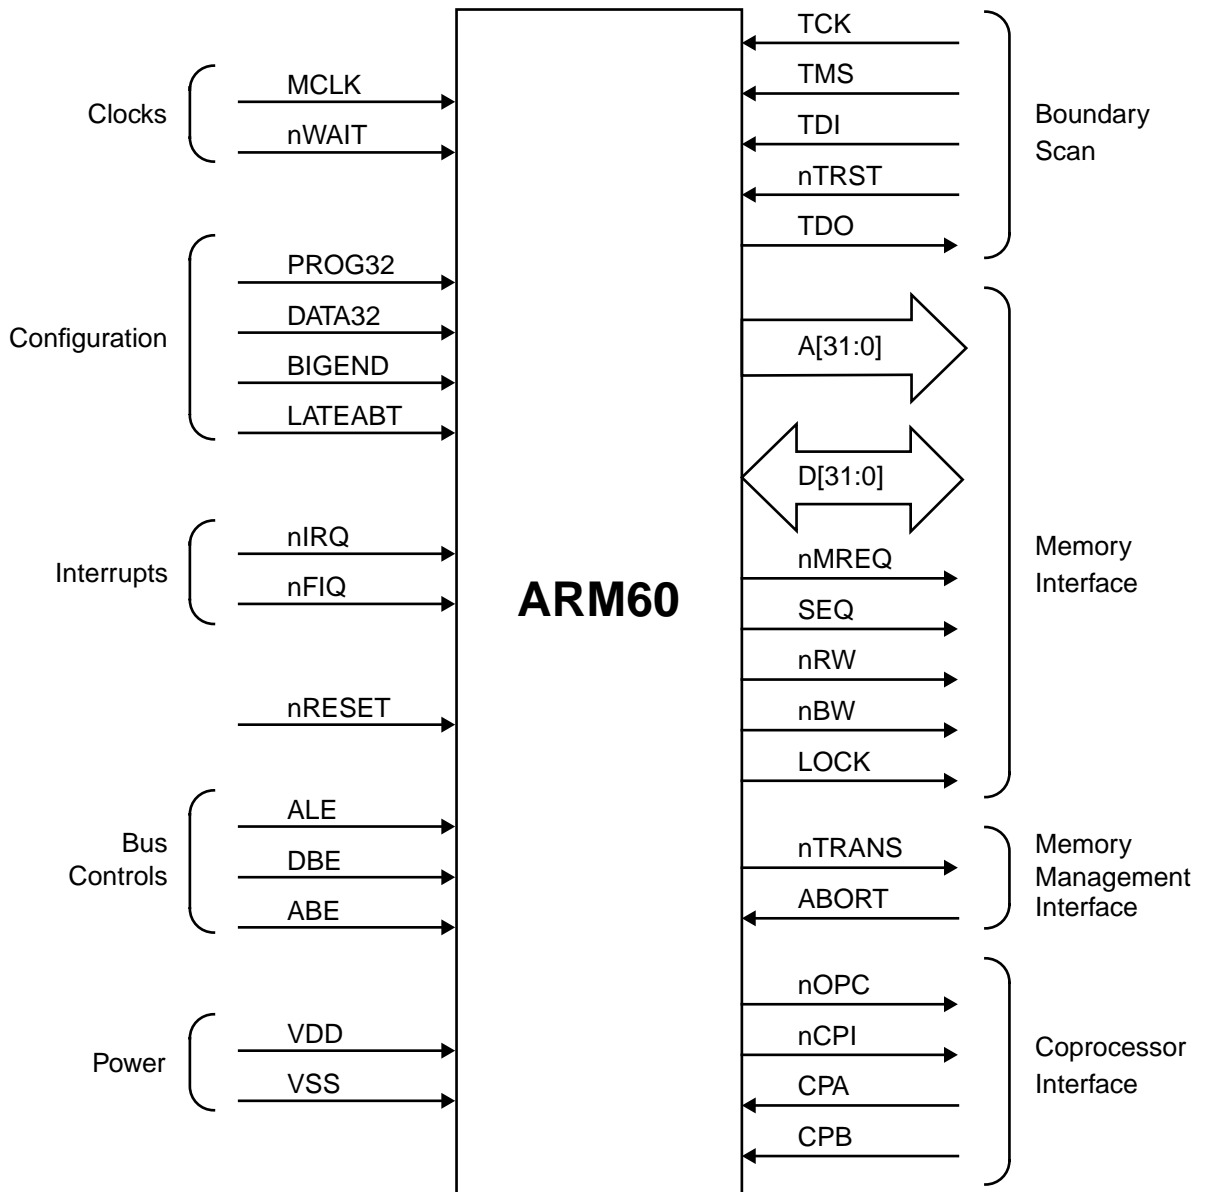 Clocks
MCLK
nWAIT
Configuration
PROG32
DATA32
BIGEND
LATEABT
Interrupts
nIRQ
nFIQ
nRESET
Bus
Controls
ALE
DBE
ABE
Power
VDD
VSS
ARM60
TCK
TMS
TDI
nTRST
TDO
Boundary
Scan
A[31:0]
D[31:0]
nMREQ
SEQ
nRW
nBW
LOCK
Memory
Interface
nTRANS
ABORT
Memory
Management
Interface
nOPC
nCPI
CPA
CPB
Coprocessor
Interface